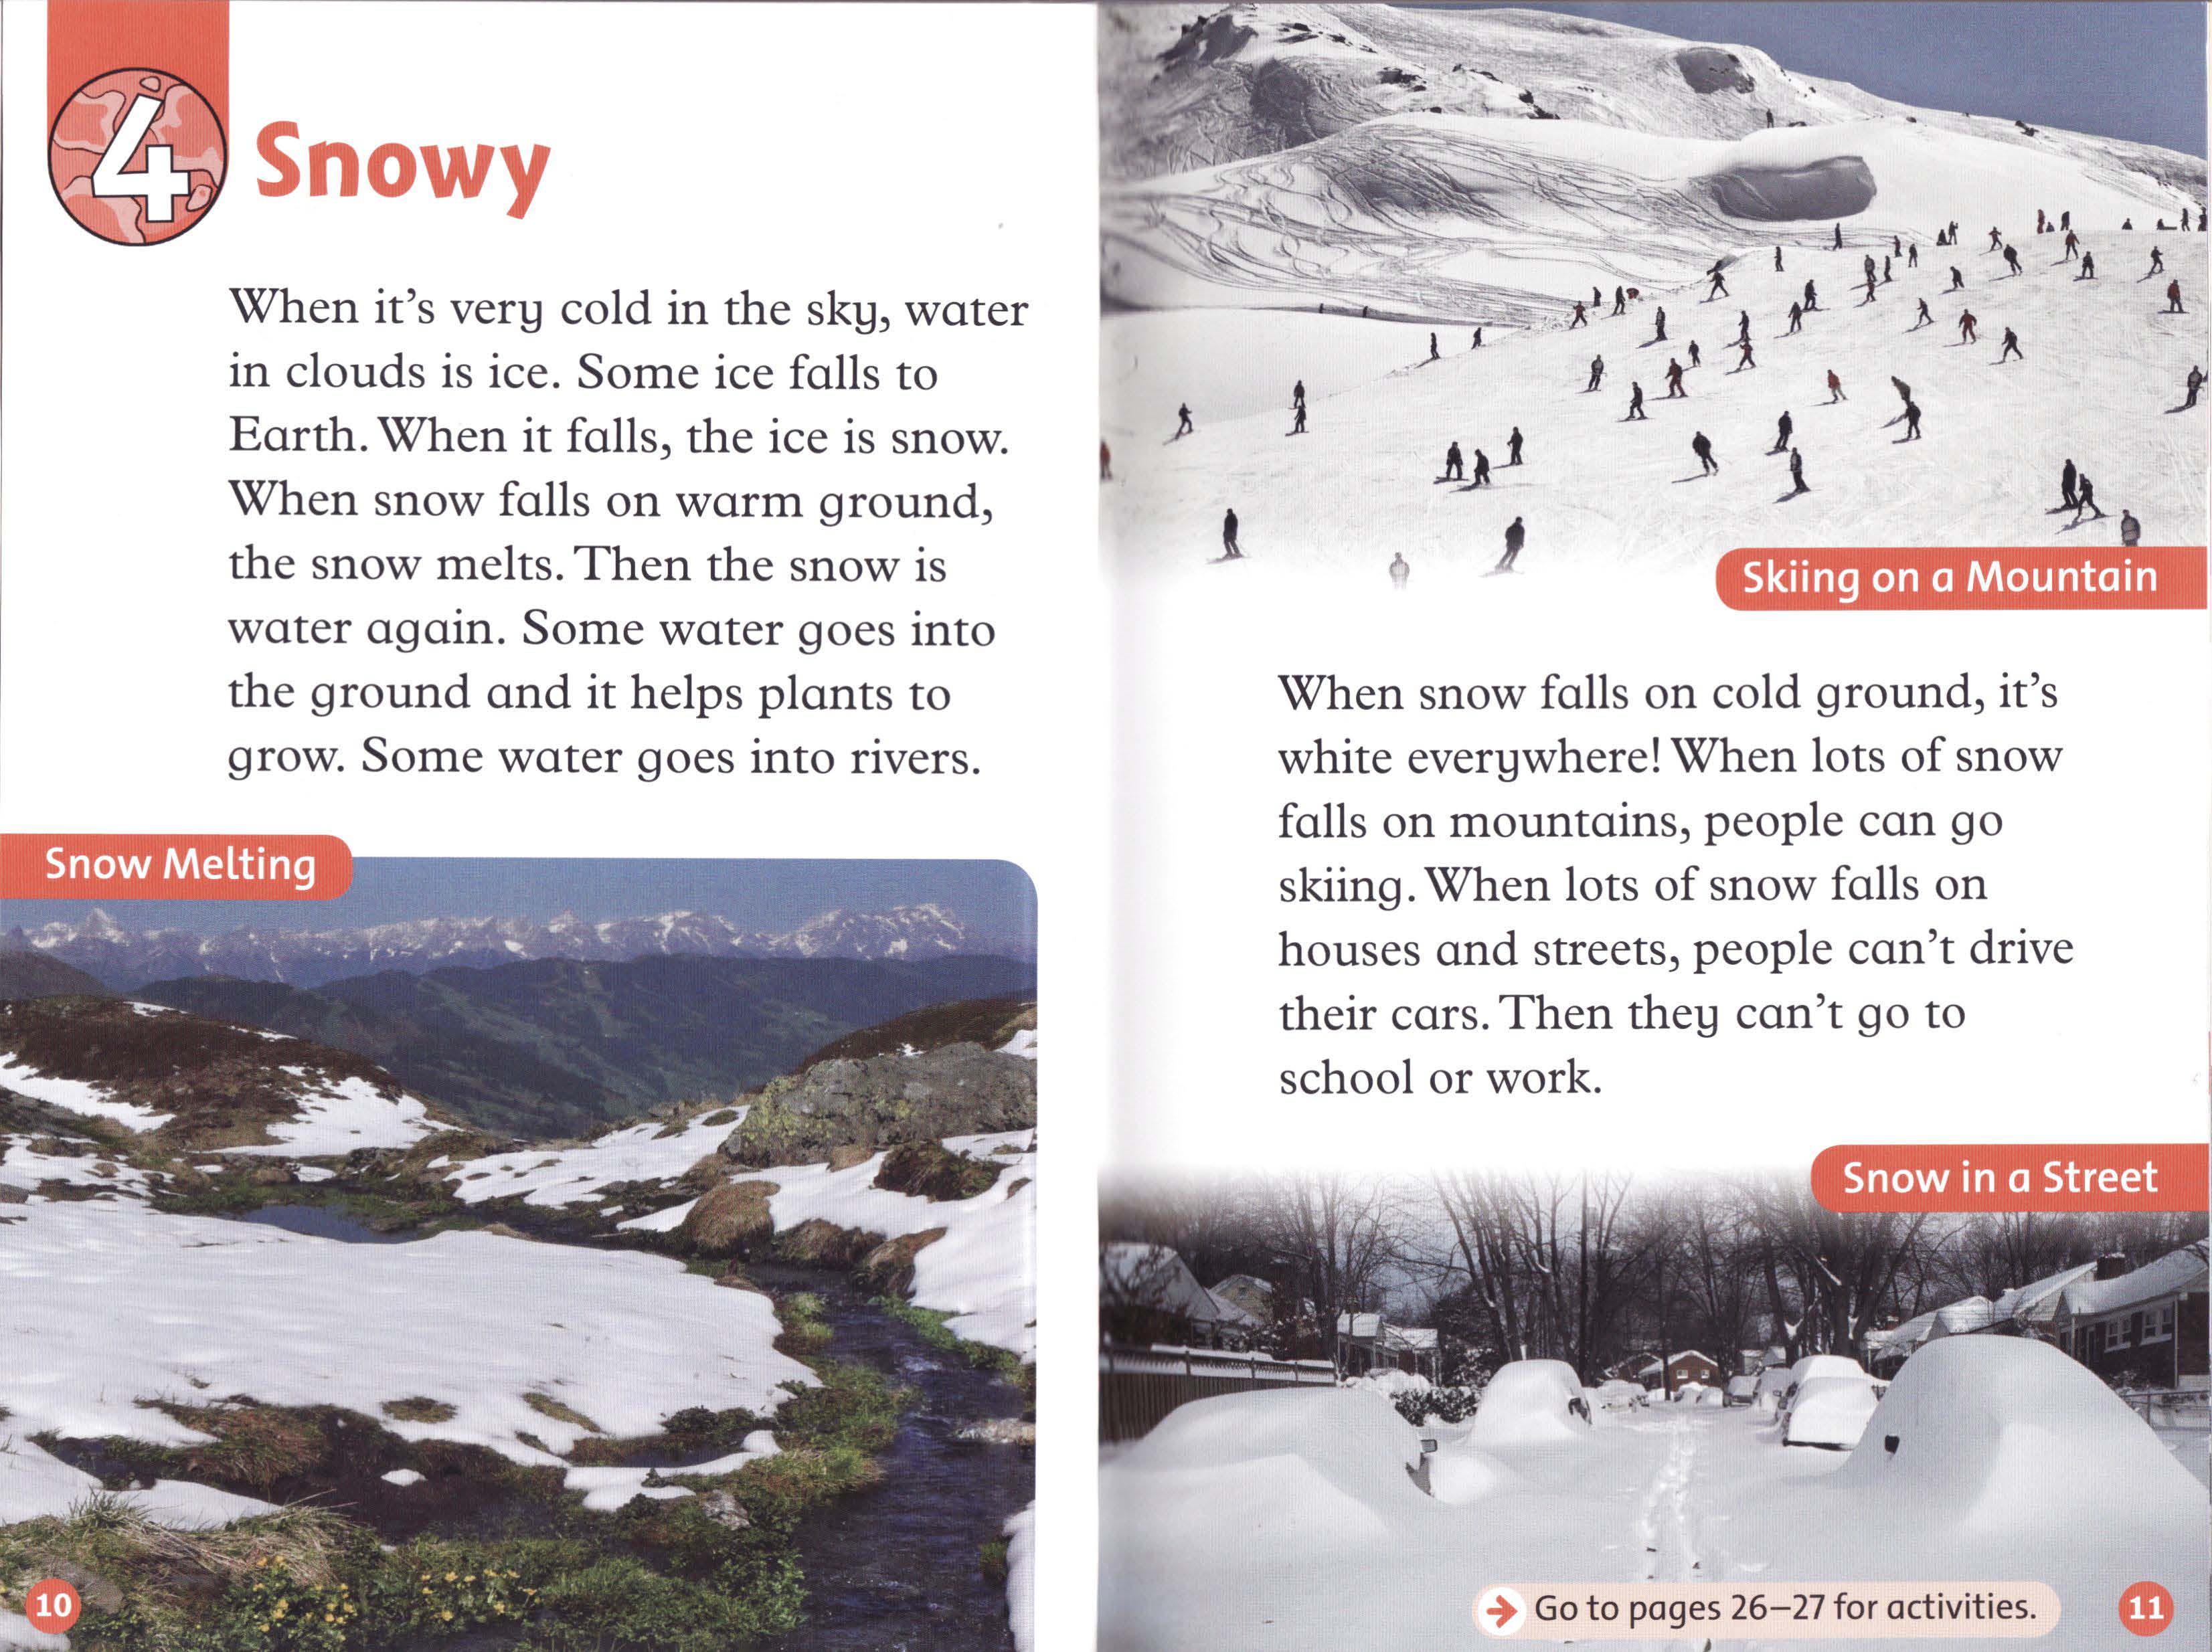 4
Snowy
When it's very cold in the sky, water
in clouds is ice. Some ice falls to
Earth. When it falls, the ice is snow.
When snow falls on warm ground,
the snow melts. Then the snow is
water again. Some water goes into
the ground and it helps plants to
grow. Some water goes into rivers.
Snow Melting
10
Skiing on a Mountain
When snow falls on cold ground, it's
white everywhere! When lots of snow
falls on mountains, people can go
skiing. When lots of snow falls on
houses and streets, people can't drive
their cars. Then they can't go to
school or work.
Snow in a Street
Go to pages 26–27 for activities.
11